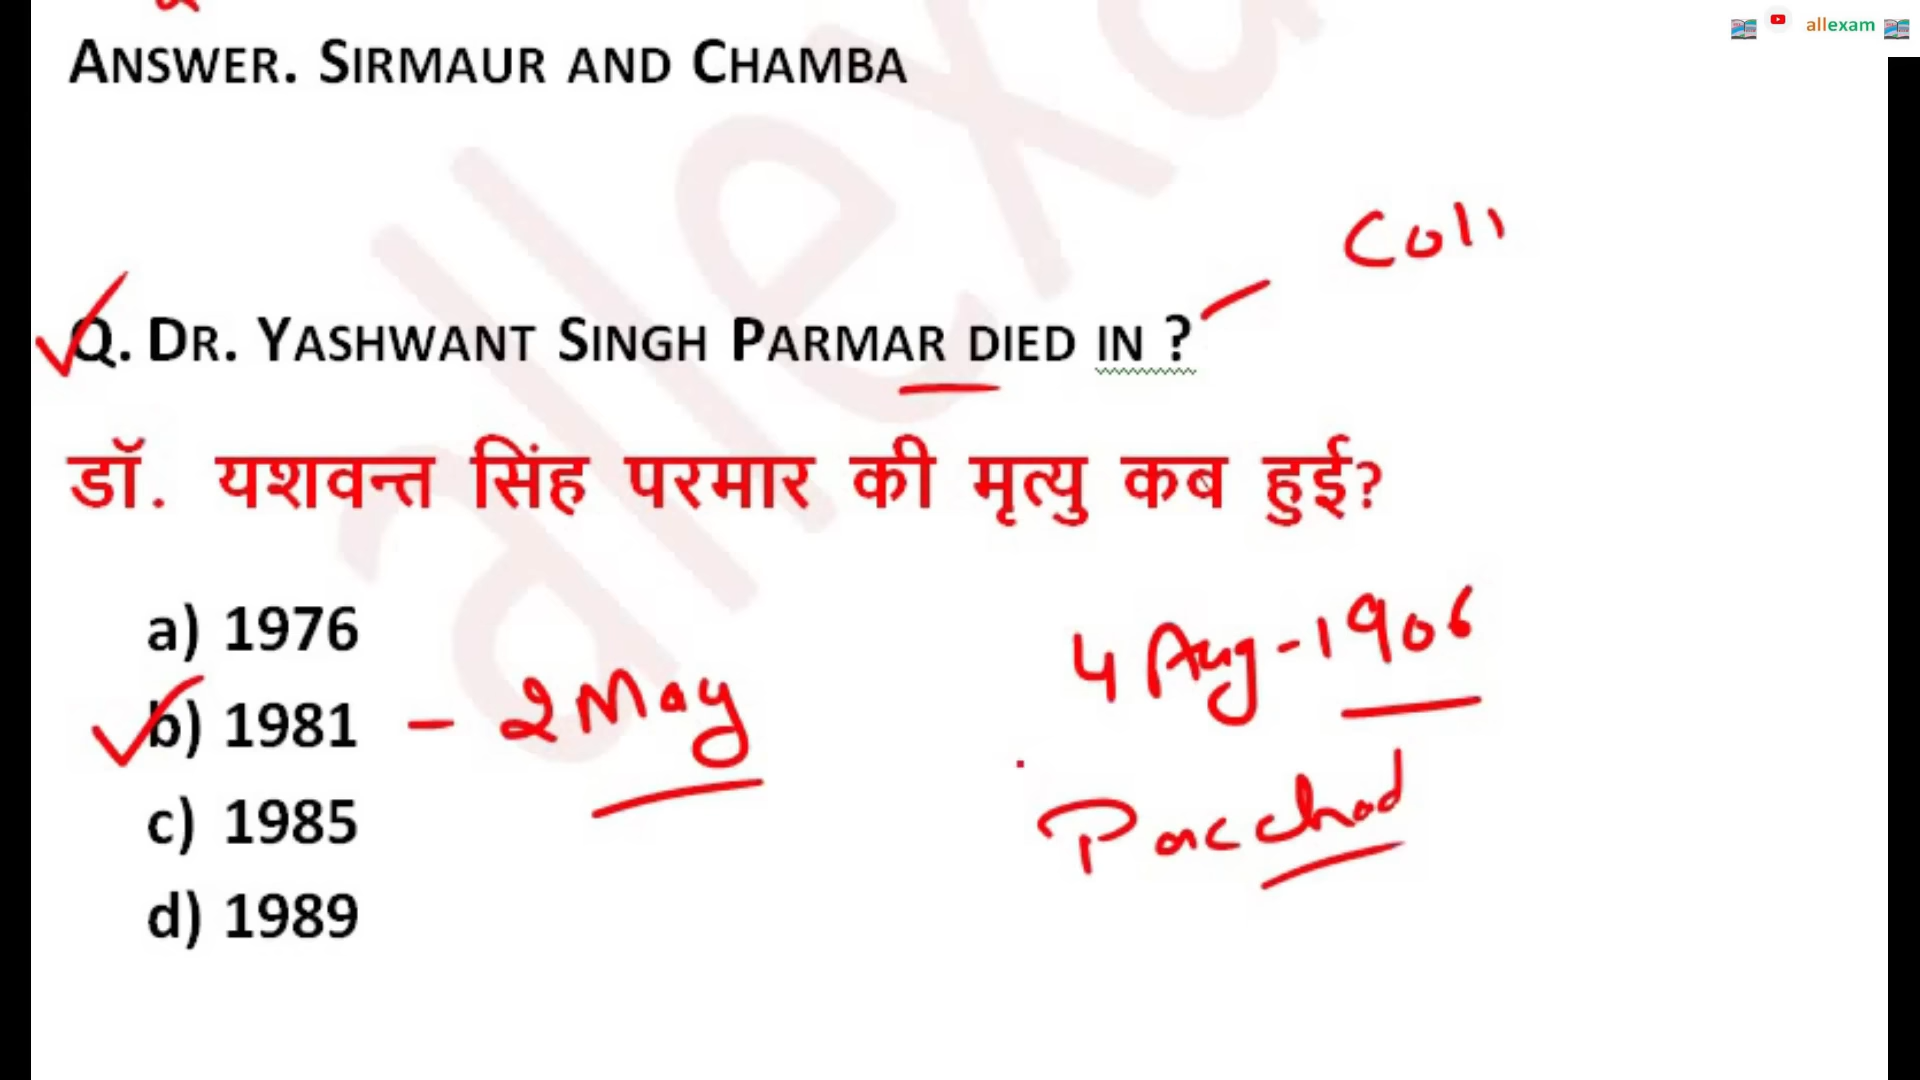 allexam
ANSWER. SIRMAUR AND CHAMBA
Coll
Q. DR. YASHWANT SINGH PARMAR DIED IN ?
डॉ. यशवन्त सिंह परमार की मृत्यु कब हुई?
a) 1976
4 Aug-1906
b) 1981 - 2 May
Pacchad
c) 1985
d) 1989
allexa